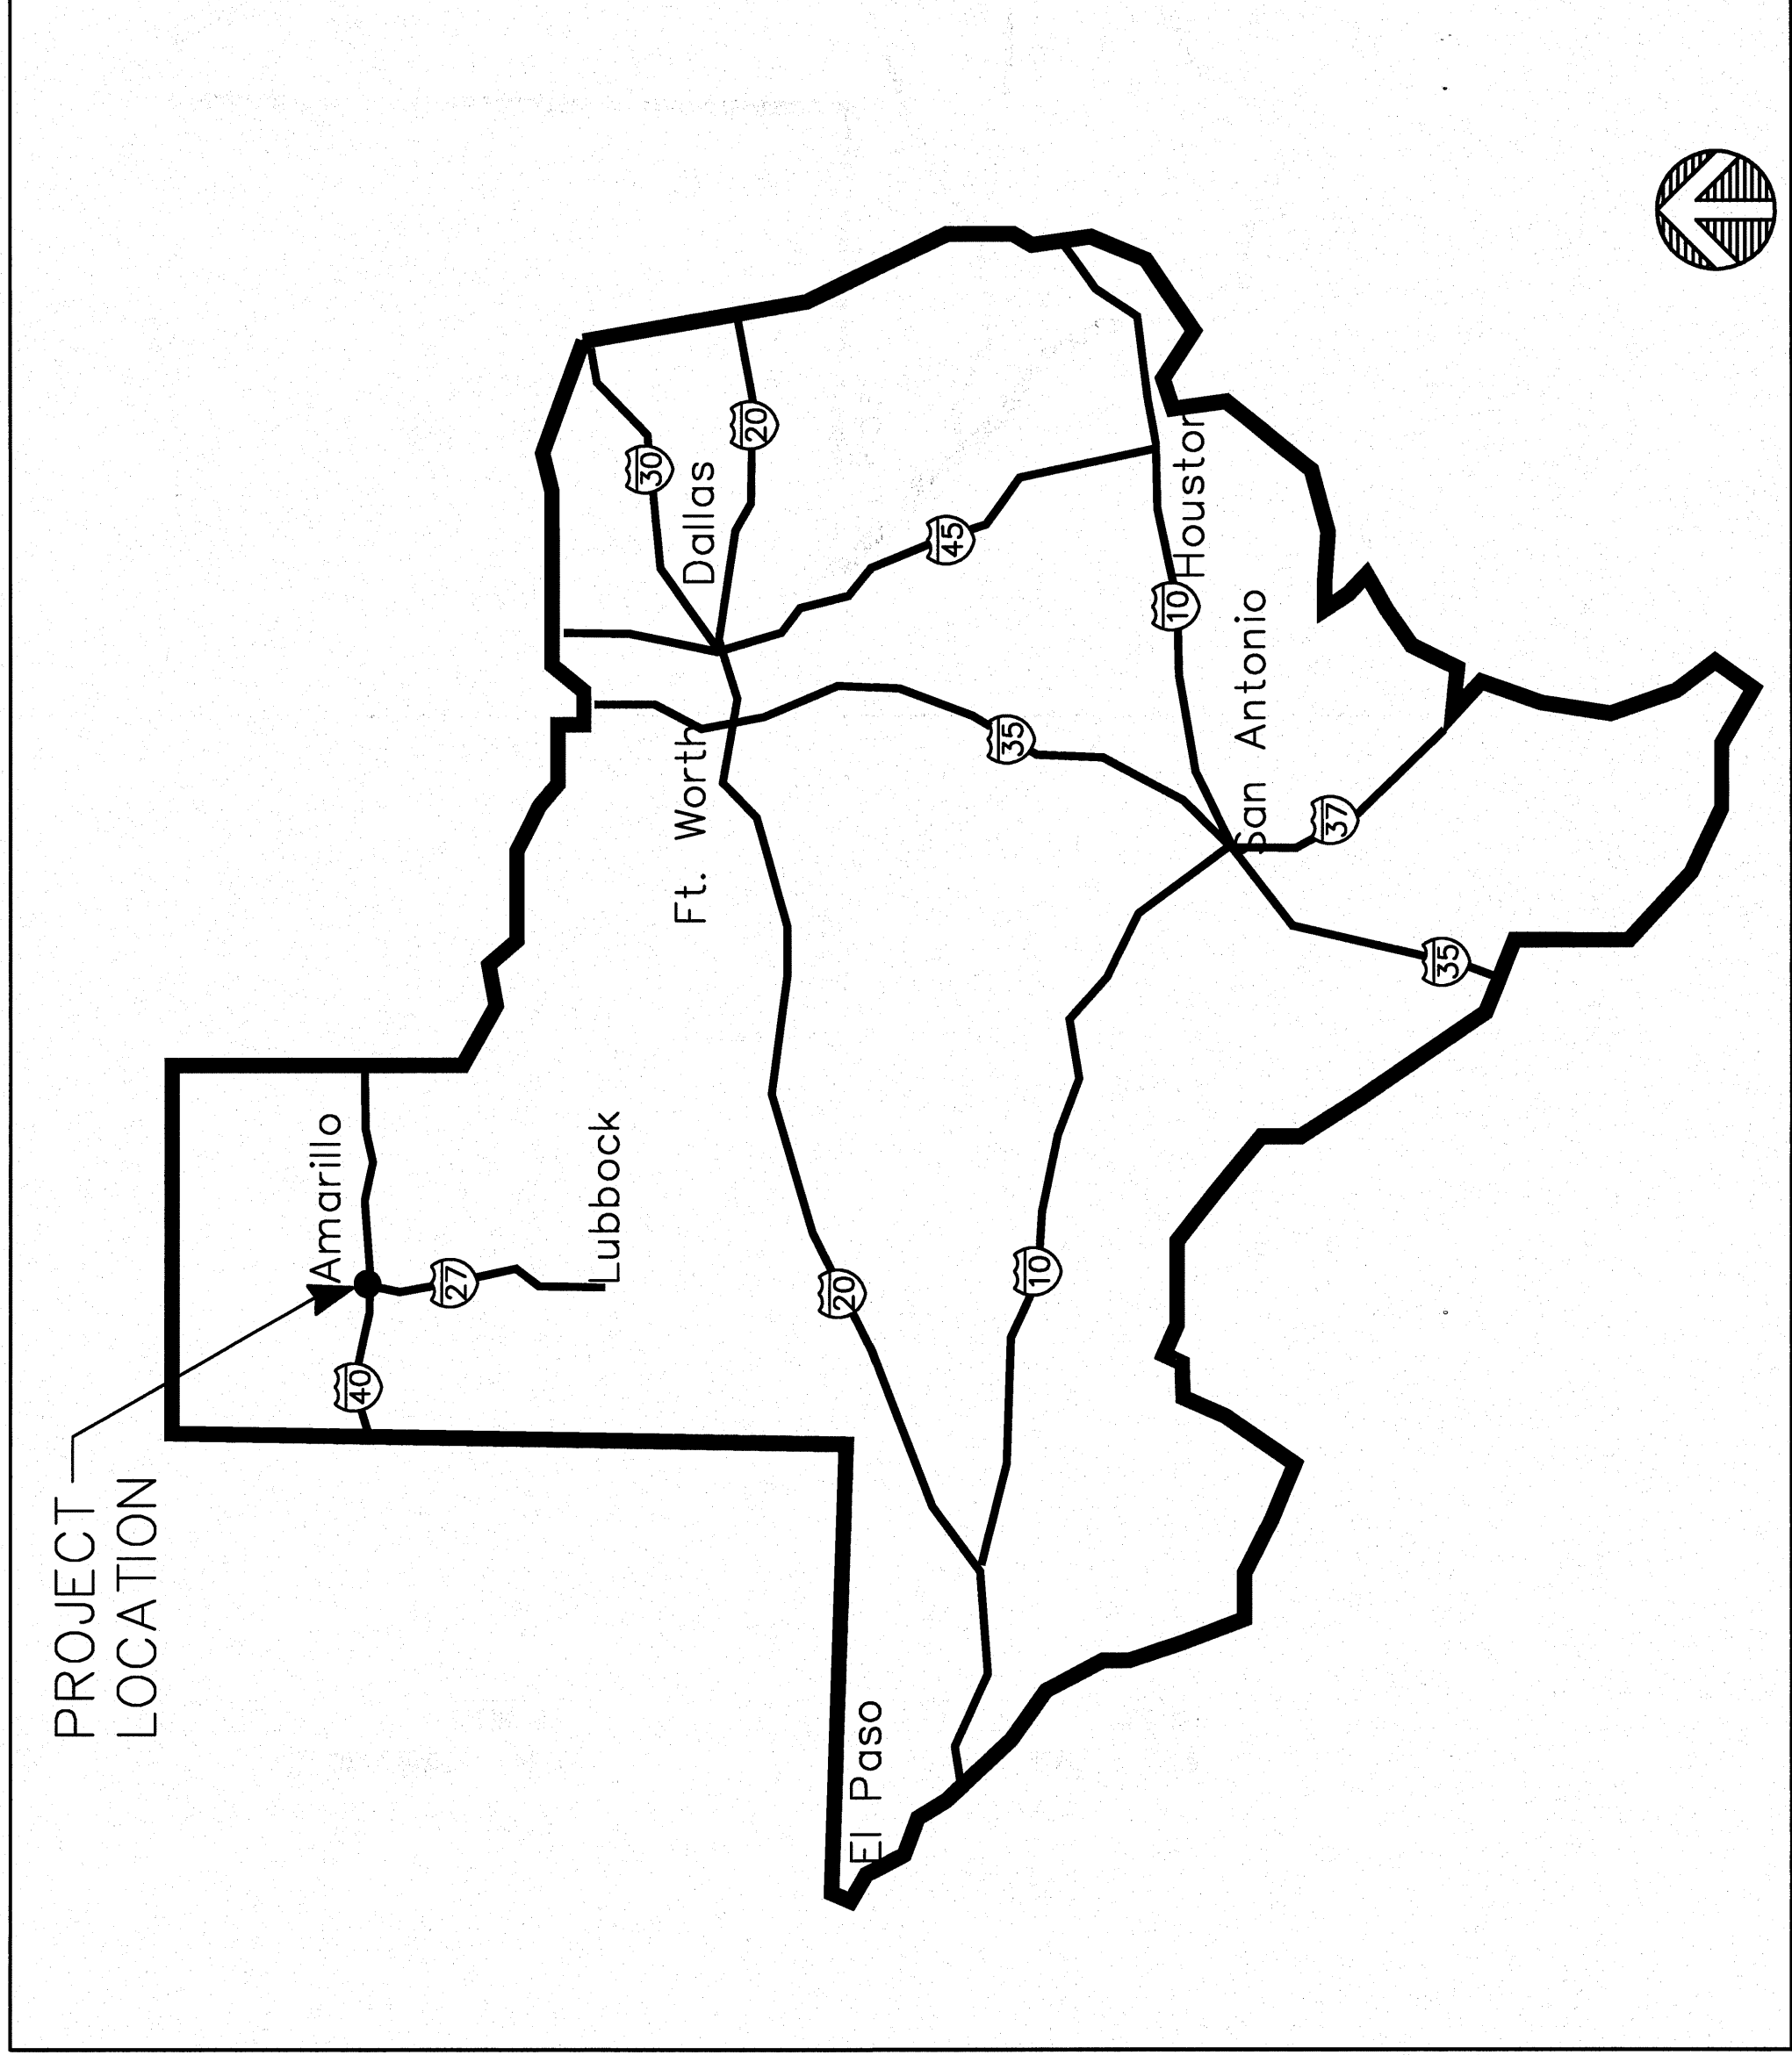 PROJECT
LOCATION
Amarillo
40
27
Lubbock
30
Dallas
20
Ft. Worth
45
35
20
El Paso
10
10
Houston
San Antonio
37
35